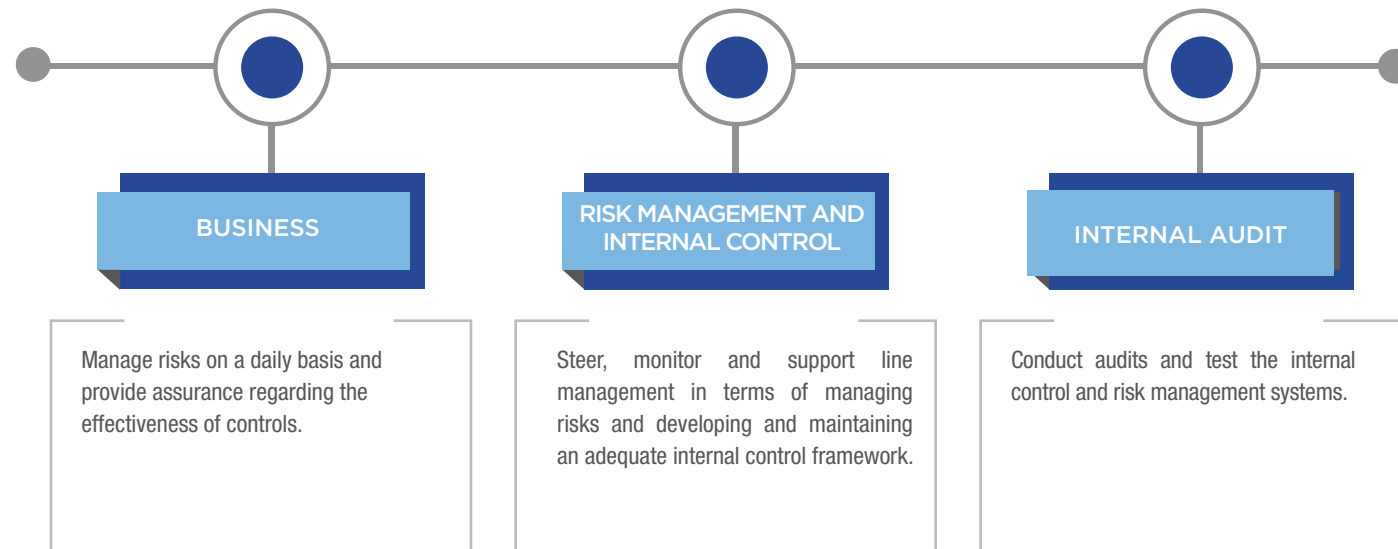 BUSINESS
Manage risks on a daily basis and
provide assurance regarding the
effectiveness of controls.
RISK MANAGEMENT AND
INTERNAL CONTROL
Steer, monitor and support line
management in terms of managing
risks and developing and maintaining
an adequate internal control framework.
INTERNAL AUDIT
Conduct audits and test the internal
control and risk management systems.